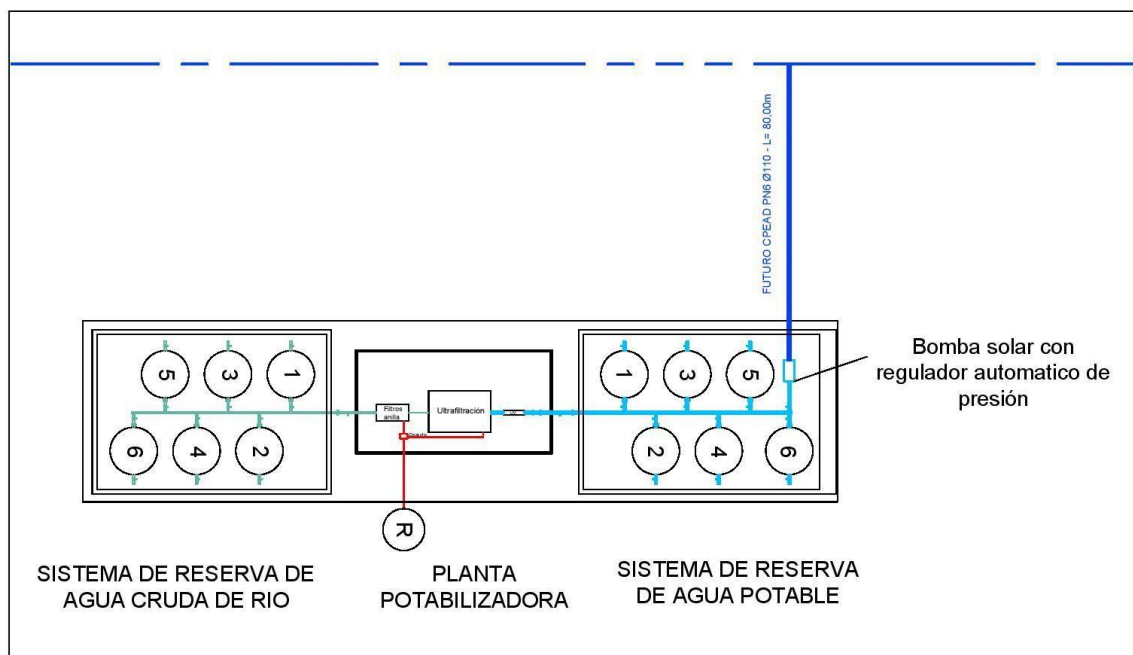 FUTURO CPEAD PN6 Ø110 - L= 80,00m
Bomba solar con
regulador automatico de
presión
5
3
1
6
4
2
Filtros
anilla
Ultrafiltración
R
1
3
5
2
4
6
SISTEMA DE RESERVA DE
AGUA CRUDA DE RIO
PLANTA
POTABILIZADORA
SISTEMA DE RESERVA
DE AGUA POTABLE